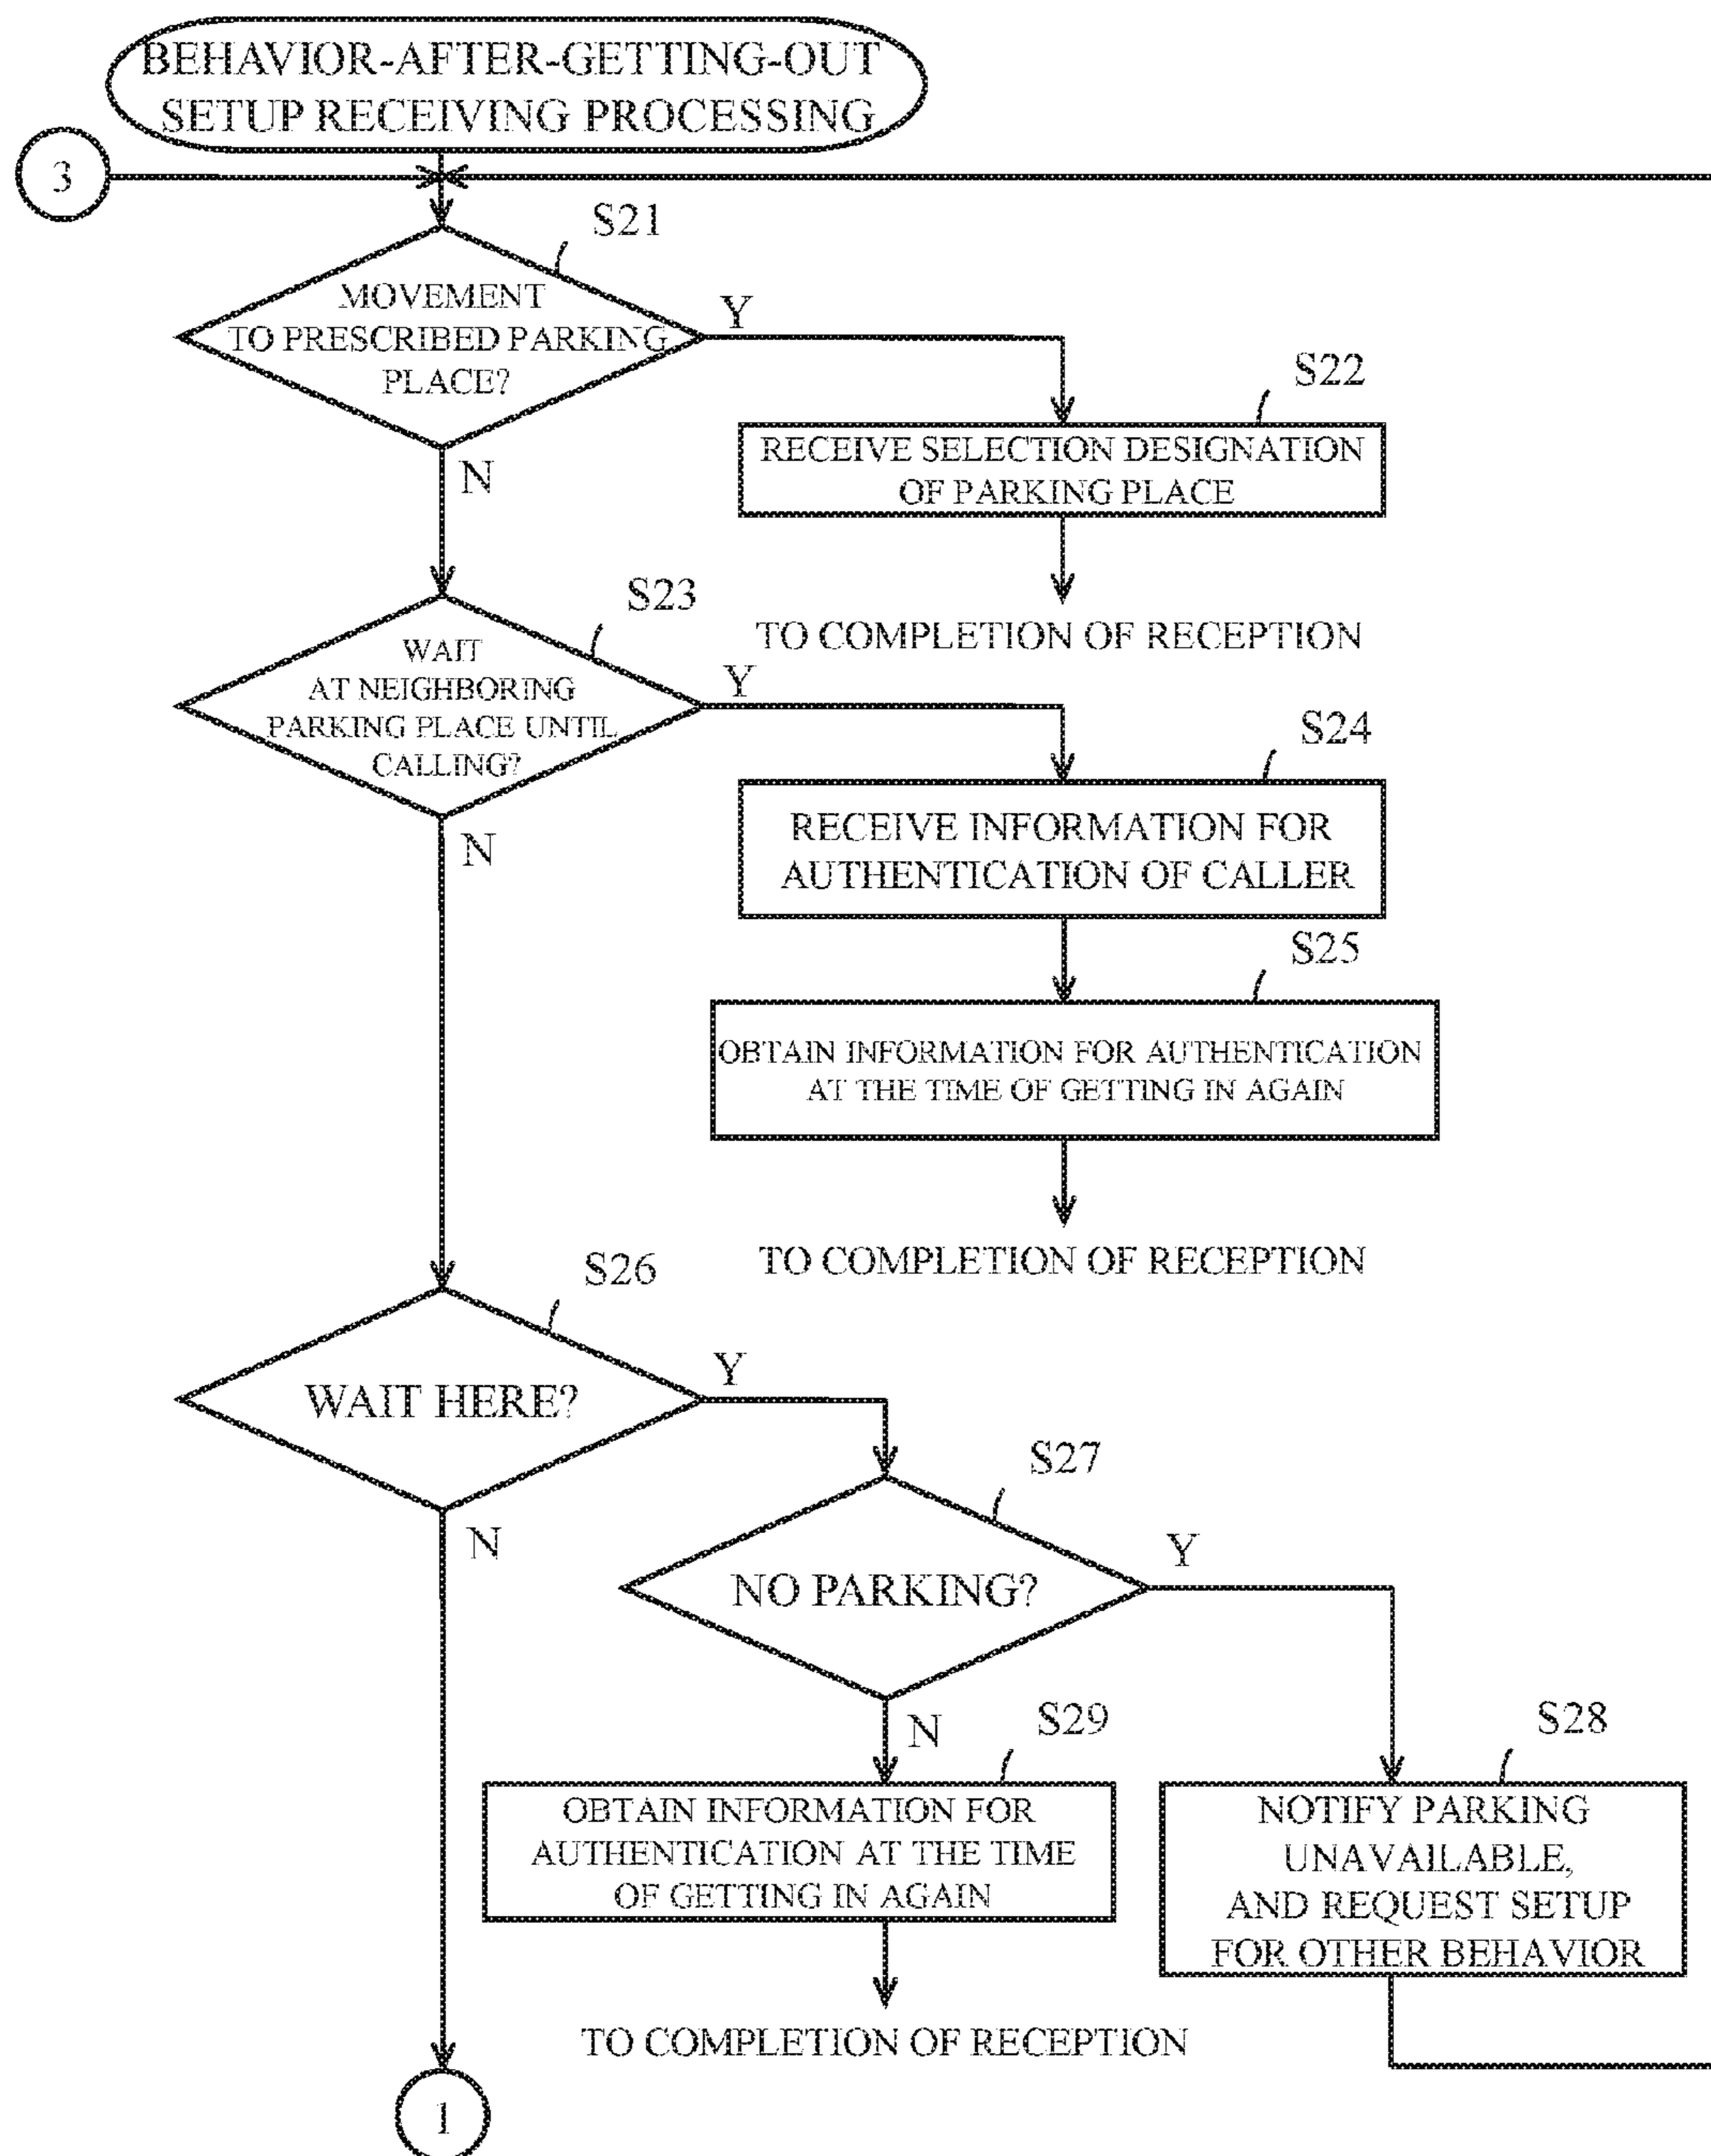 BEHAVIOR-AFTER-GETTING-OUT
SETUP RECEIVING PROCESSING
3
S21
MOVEMENT
TO PRESCRIBED PARKING
PLACE?
Y
N
S22
RECEIVE SELECTION DESIGNATION
OF PARKING PLACE
TO COMPLETION OF RECEPTION
S23
WAIT
AT NEIGHBORING
PARKING PLACE UNTIL
CALLING?
Y
N
S24
RECEIVE INFORMATION FOR
AUTHENTICATION OF CALLER
S25
OBTAIN INFORMATION FOR AUTHENTICATION
AT THE TIME OF GETTING IN AGAIN
TO COMPLETION OF RECEPTION
S26
WAIT HERE?
Y
N
S27
NO PARKING?
Y
N
S29
OBTAIN INFORMATION FOR
AUTHENTICATION AT THE TIME
OF GETTING IN AGAIN
TO COMPLETION OF RECEPTION
S28
NOTIFY PARKING
UNAVAILABLE,
AND REQUEST SETUP
FOR OTHER BEHAVIOR
1